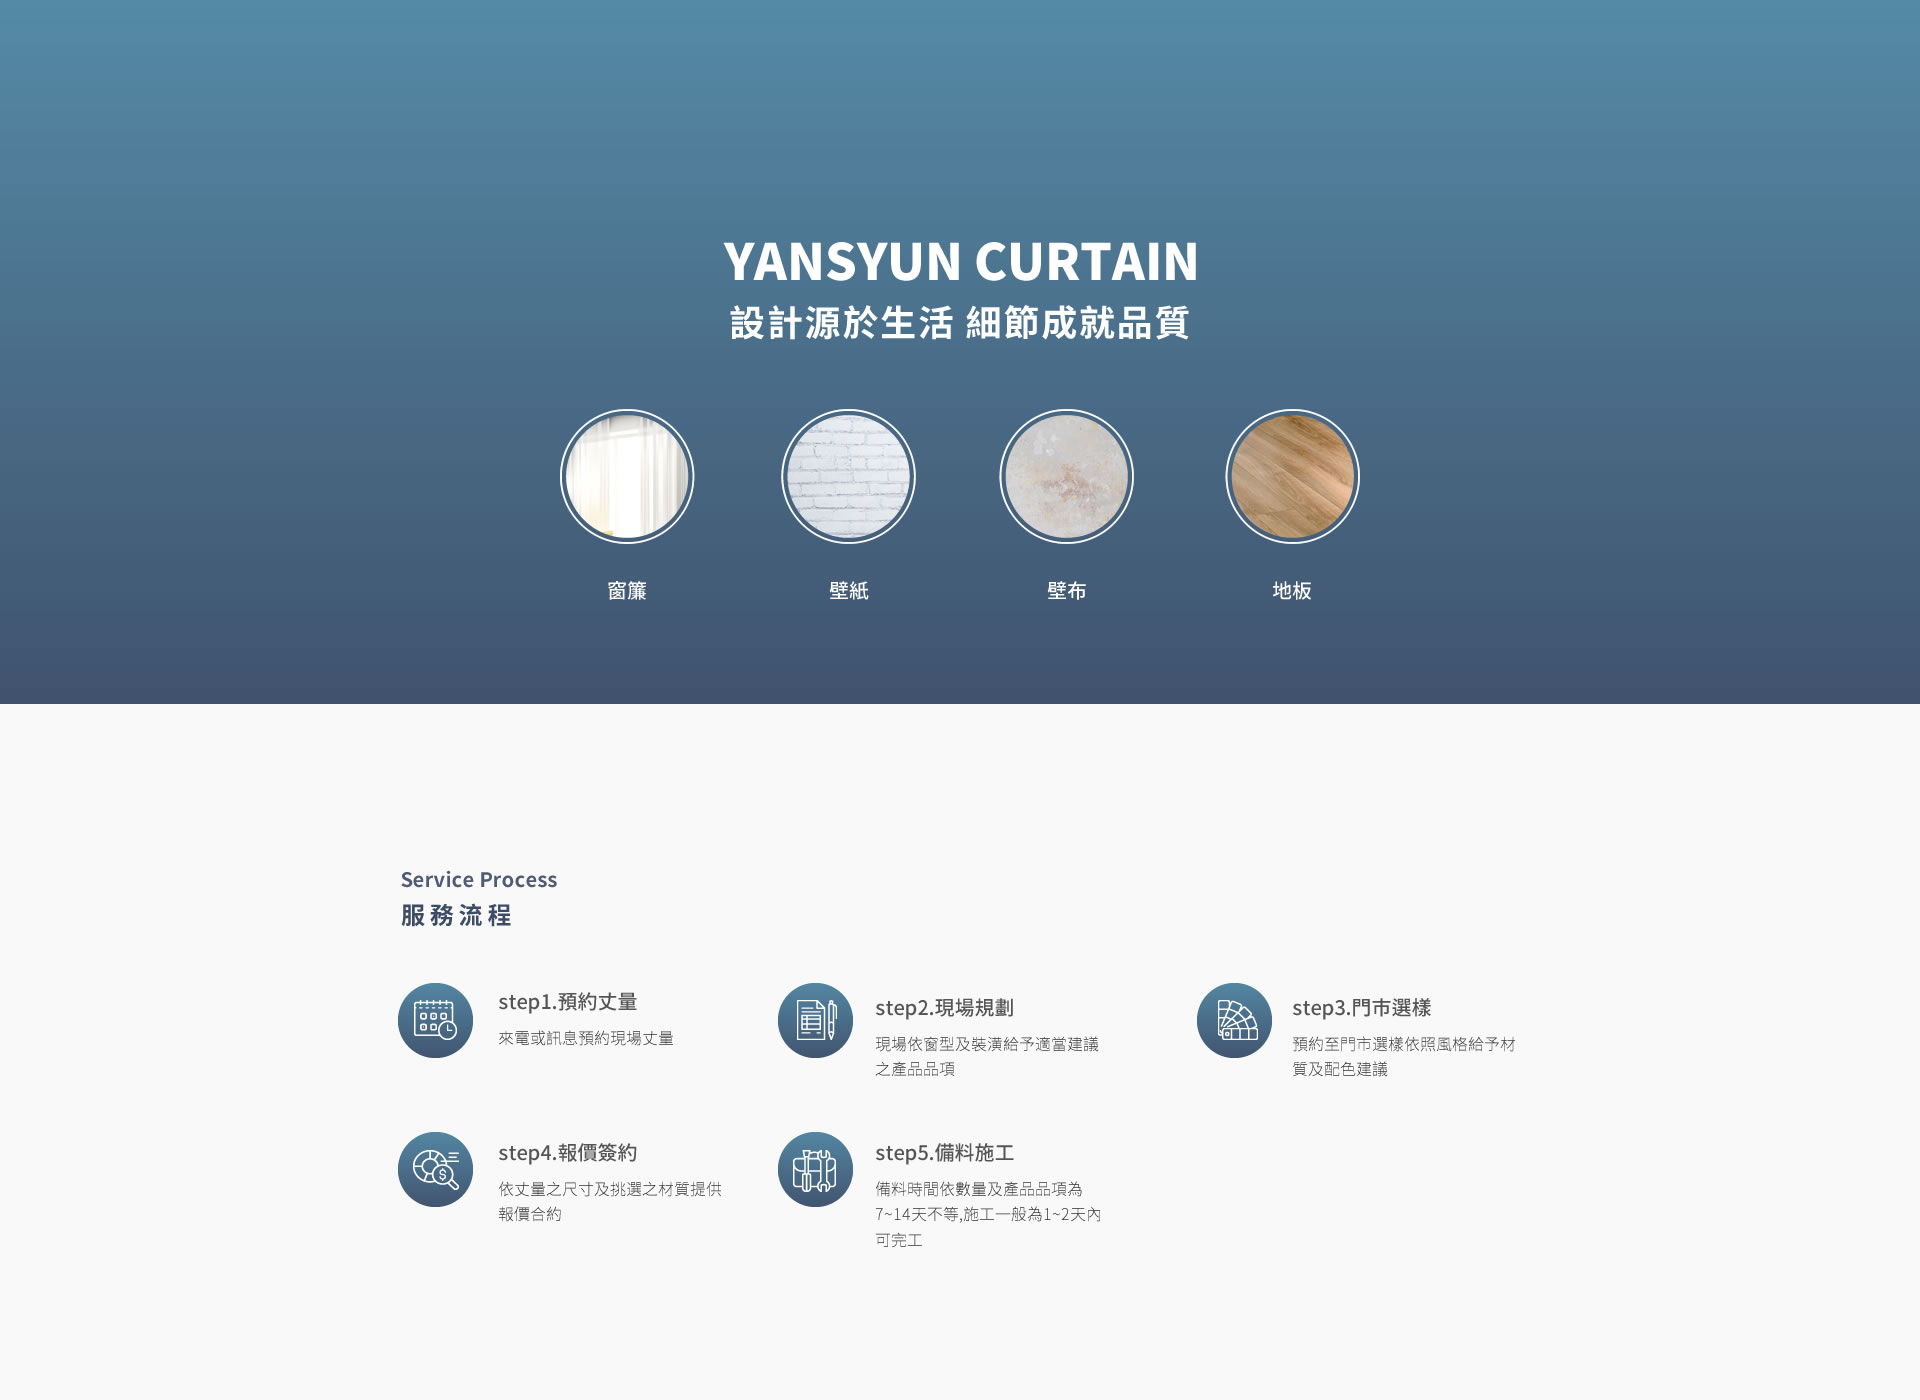 YANSYUN CURTAIN
設計源於生活 細節成就品質
窗簾
壁紙
壁布
地板
Service Process
服務流程
step1.預約丈量
來電或訊息預約現場丈量
step2.現場規劃
現場依窗型及裝潢給予適當建議
之產品品項
step3.門市選樣
預約至門市選樣依照風格給予材
質及配色建議
step4.報價簽約
依丈量之尺寸及挑選之材質提供
報價合約
step5.備料施工
備料時間依數量及產品品項為
7~14天不等,施工一般為1~2天內
可完工